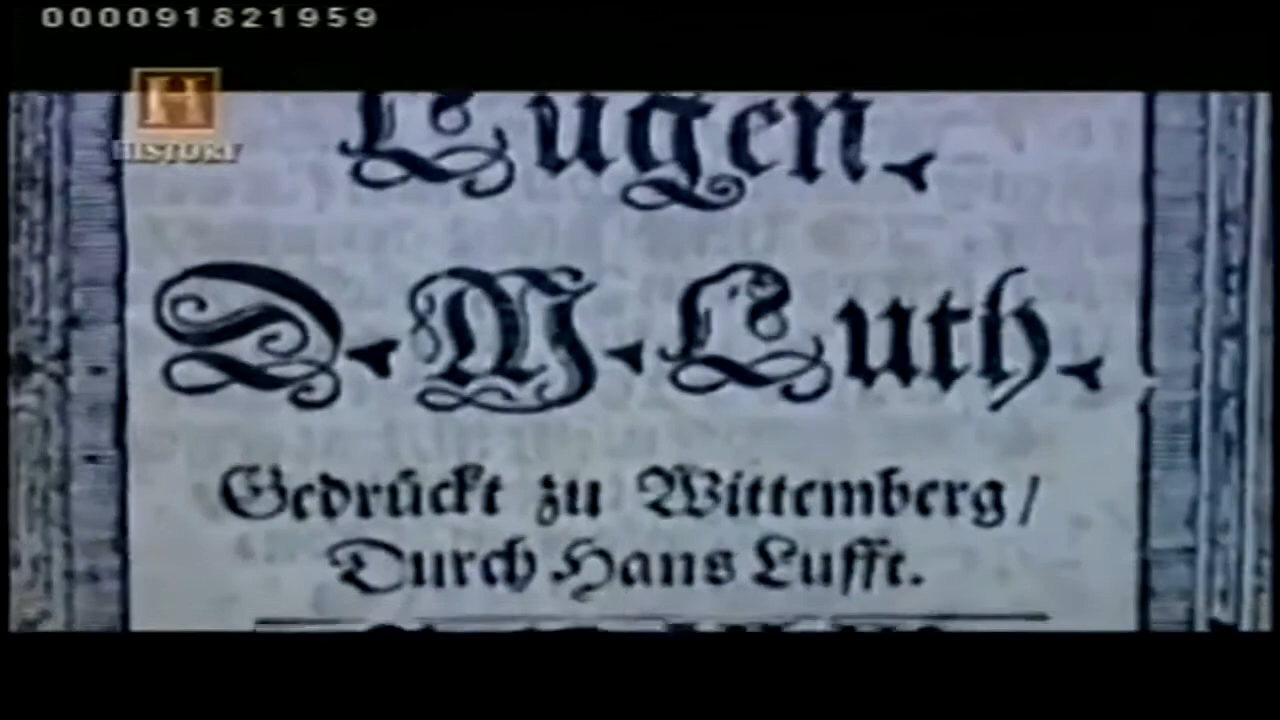 000091821959
H
HISTORY
Lugen.
D. M. Luth.
Gedrückt zu Wittemberg/
Durch Hans Lufft.